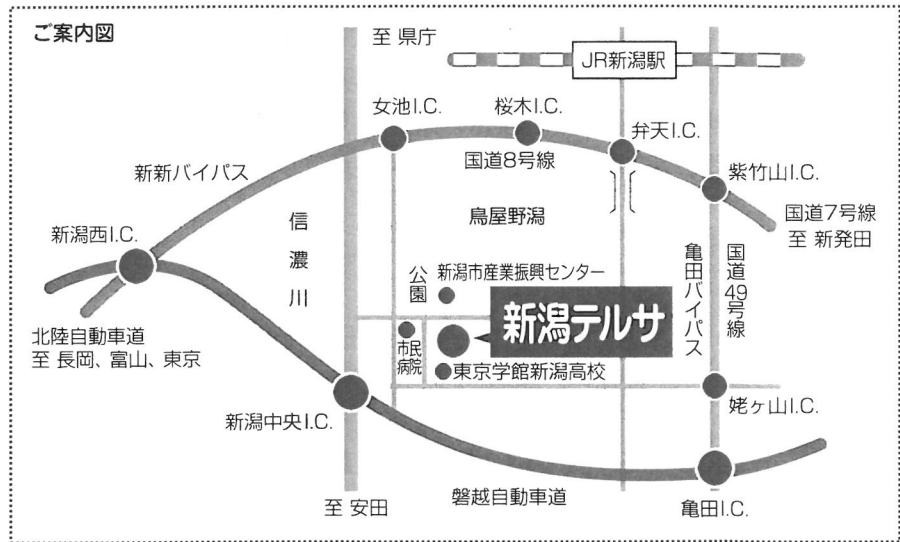 ご案内図
至 県庁
JR新潟駅
女池I.C.
桜木I.C.
弁天I.C.
国道8号線
紫竹山I.C.
新新バイパス
鳥屋野潟
国道7号線
至 新発田
新潟西I.C.
信濃川
公園
新潟市産業振興センター
亀田バイパス
国道49号線
新潟テルサ
北陸自動車道
至 長岡、富山、東京
市民
病院
東京学館新潟高校
新潟中央I.C.
姥ヶ山I.C.
至 安田
磐越自動車道
亀田I.C.